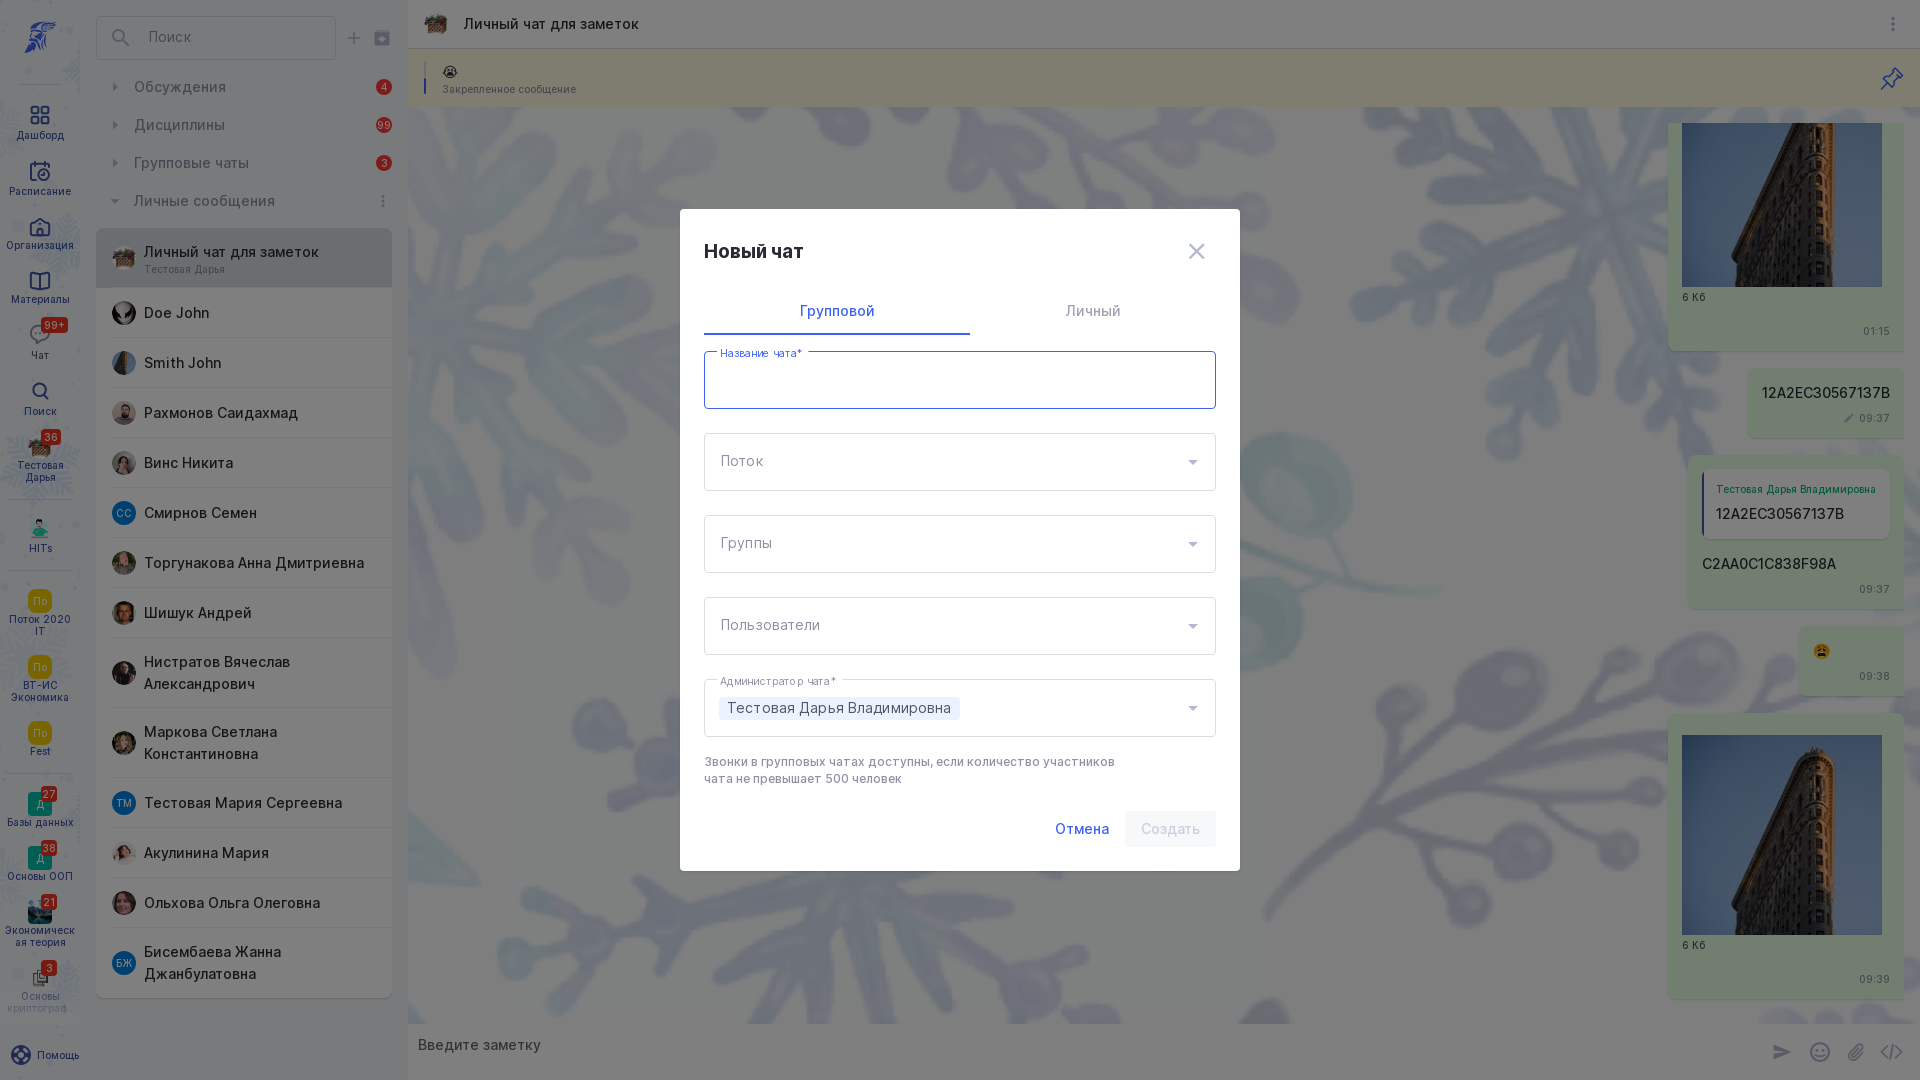 Дашборд
Расписание
Организация
Материалы
99+
Чат
Поиск
36
Тестовая
Дарья
HITs
По
Поток 2020
IT
По
ВТ-ИС
Экономика
По
Fest
27
Д
Базы данных
38
Д
Основы ООП
21
Экономическ
ая теория
3
Основы
криптограф...
Помощь
Поиск
Обсуждения
4
Дисциплины
99
Групповые чаты
3
Личные сообщения
Личный чат для заметок
Тестовая Дарья
Doe John
Smith John
Рахмонов Саидахмад
Винс Никита
СС
Смирнов Семен
Торгунакова Анна Дмитриевна
Шишук Андрей
Нистратов Вячеслав
Александрович
Маркова Светлана
Константиновна
ТМ
Тестовая Мария Сергеевна
Акулинина Мария
Ольхова Ольга Олеговна
БЖ
Бисембаева Жанна
Джанбулатовна
Личный чат для заметок
😭
Закрепленное сообщение
6 Кб
01:15
12A2EC30567137B
09:37
Тестовая Дарья Владимировна
12A2EC30567137B
C2AA0C1C838F98A
09:37
😩
09:38
6 Кб
09:39
Введите заметку
Новый чат
Групповой
Личный
Название чата*
Поток
Группы
Пользователи
Администратор чата*
Тестовая Дарья Владимировна
Звонки в групповых чатах доступны, если количество участников
чата не превышает 500 человек
Отмена
Создать